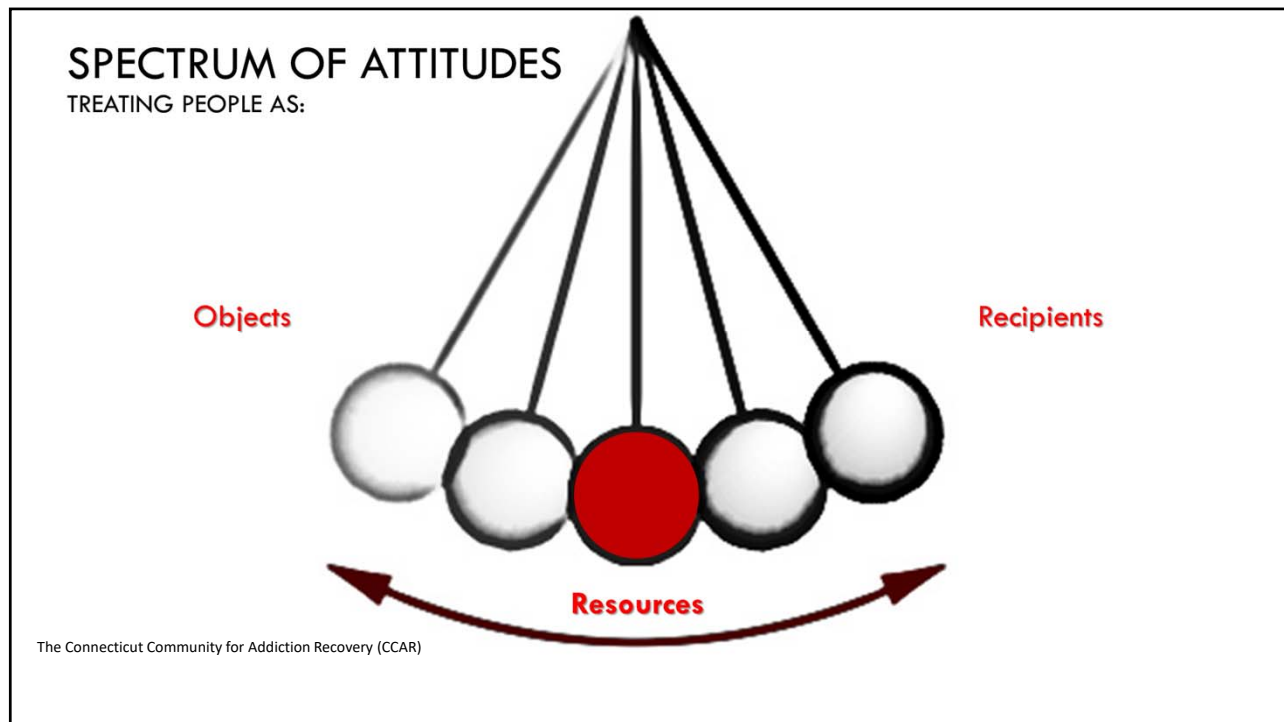 SPECTRUM OF ATTITUDES
TREATING PEOPLE AS:
Objects
Recipients
Resources
The Connecticut Community for Addiction Recovery (CCAR)